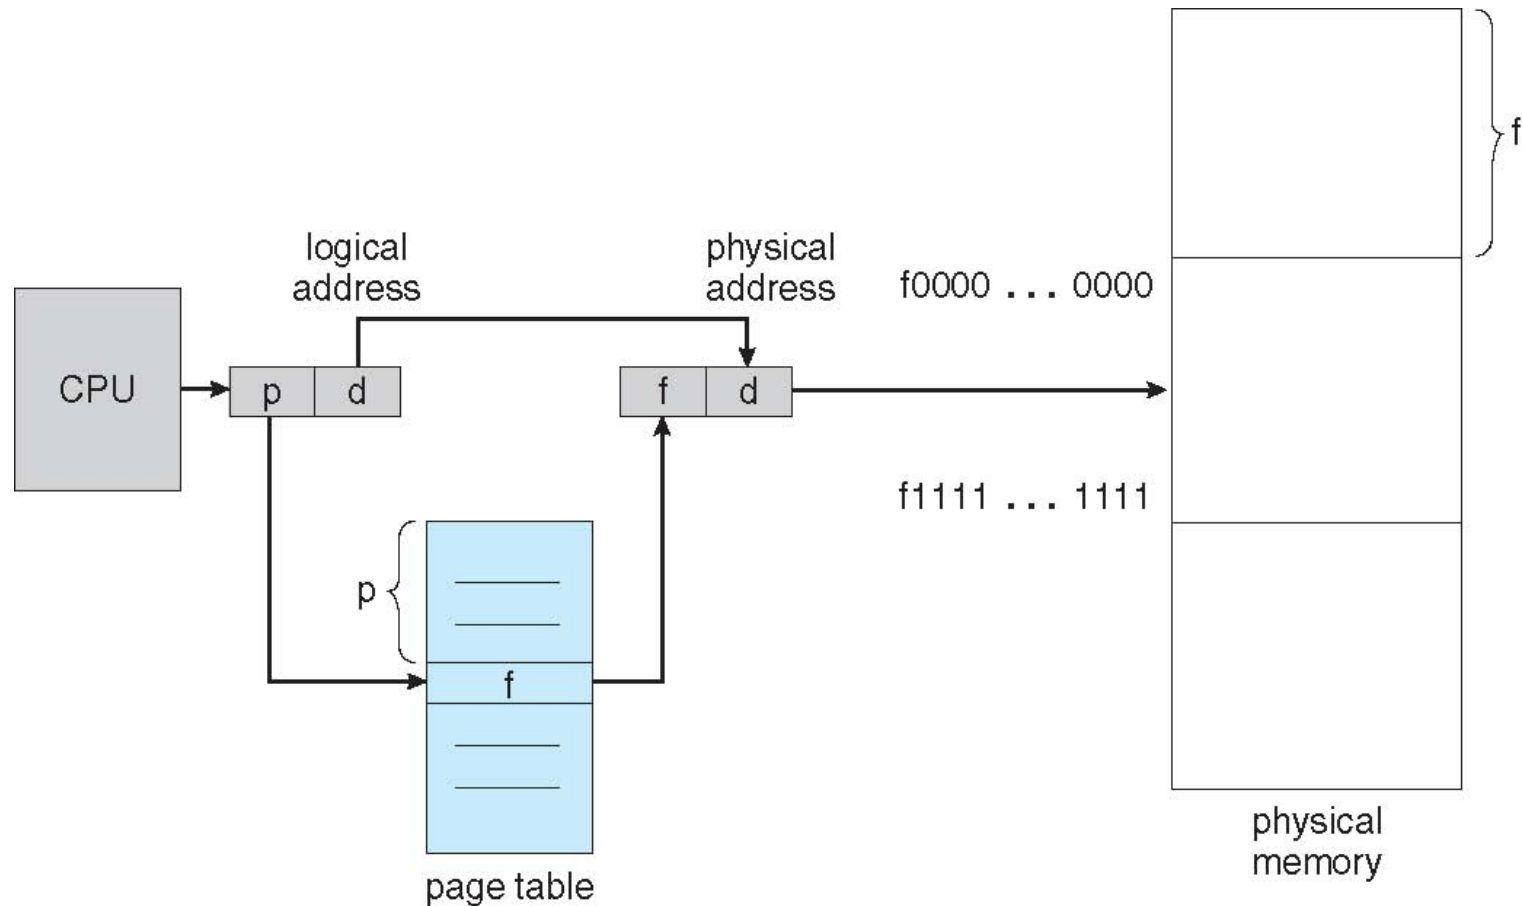 f
logical
address
physical
address
f0000 ... 0000
CPU
p d
f d
f1111 ... 1111
p
f
physical
memory
page table